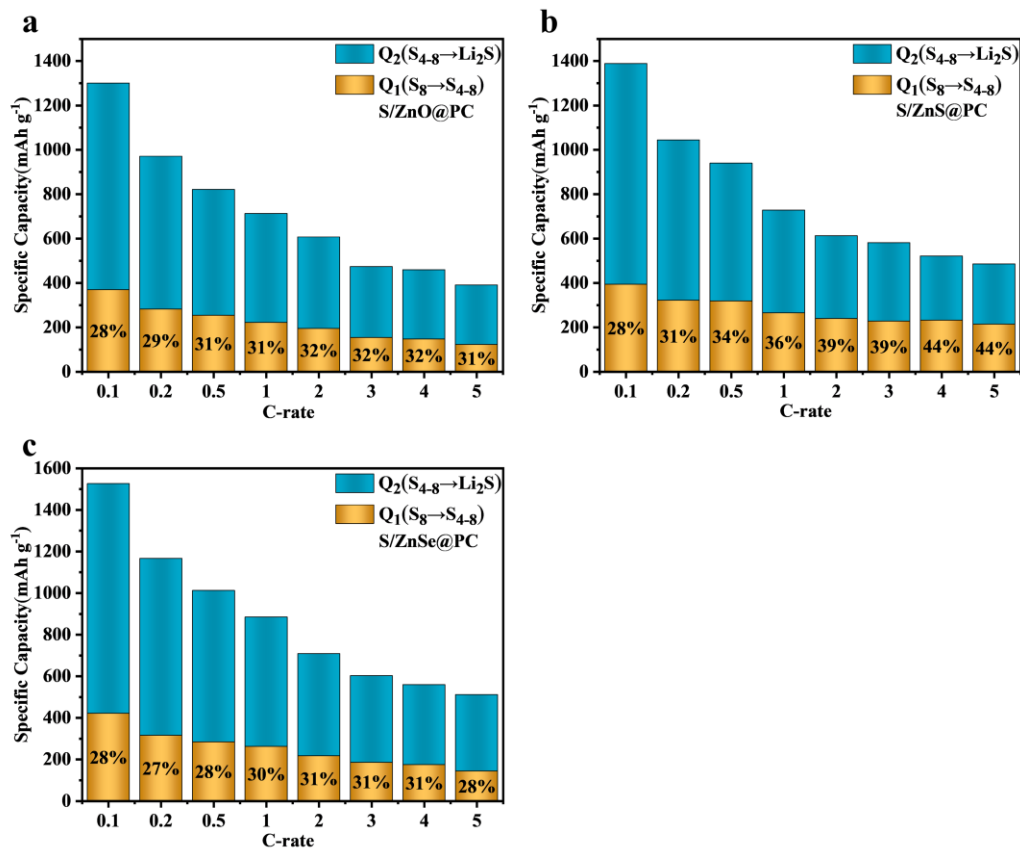 a
Q₂(S₄₋₈→Li₂S)
Q₁(S₈→S₄₋₈)
S/ZnO@PC
Specific Capacity(mAh g⁻¹)
1400
1200
1000
800
600
400
200
0
28%
29%
31%
31%
32%
32%
32%
31%
0.1 0.2 0.5 1 2 3 4 5
C-rate
b
Q₂(S₄₋₈→Li₂S)
Q₁(S₈→S₄₋₈)
S/ZnS@PC
Specific Capacity(mAh g⁻¹)
1400
1200
1000
800
600
400
200
0
28%
31%
34%
36%
39%
39%
44%
44%
0.1 0.2 0.5 1 2 3 4 5
C-rate
c
Q₂(S₄₋₈→Li₂S)
Q₁(S₈→S₄₋₈)
S/ZnSe@PC
Specific Capacity(mAh g⁻¹)
1600
1400
1200
1000
800
600
400
200
0
28%
27%
28%
30%
31%
31%
31%
28%
0.1 0.2 0.5 1 2 3 4 5
C-rate